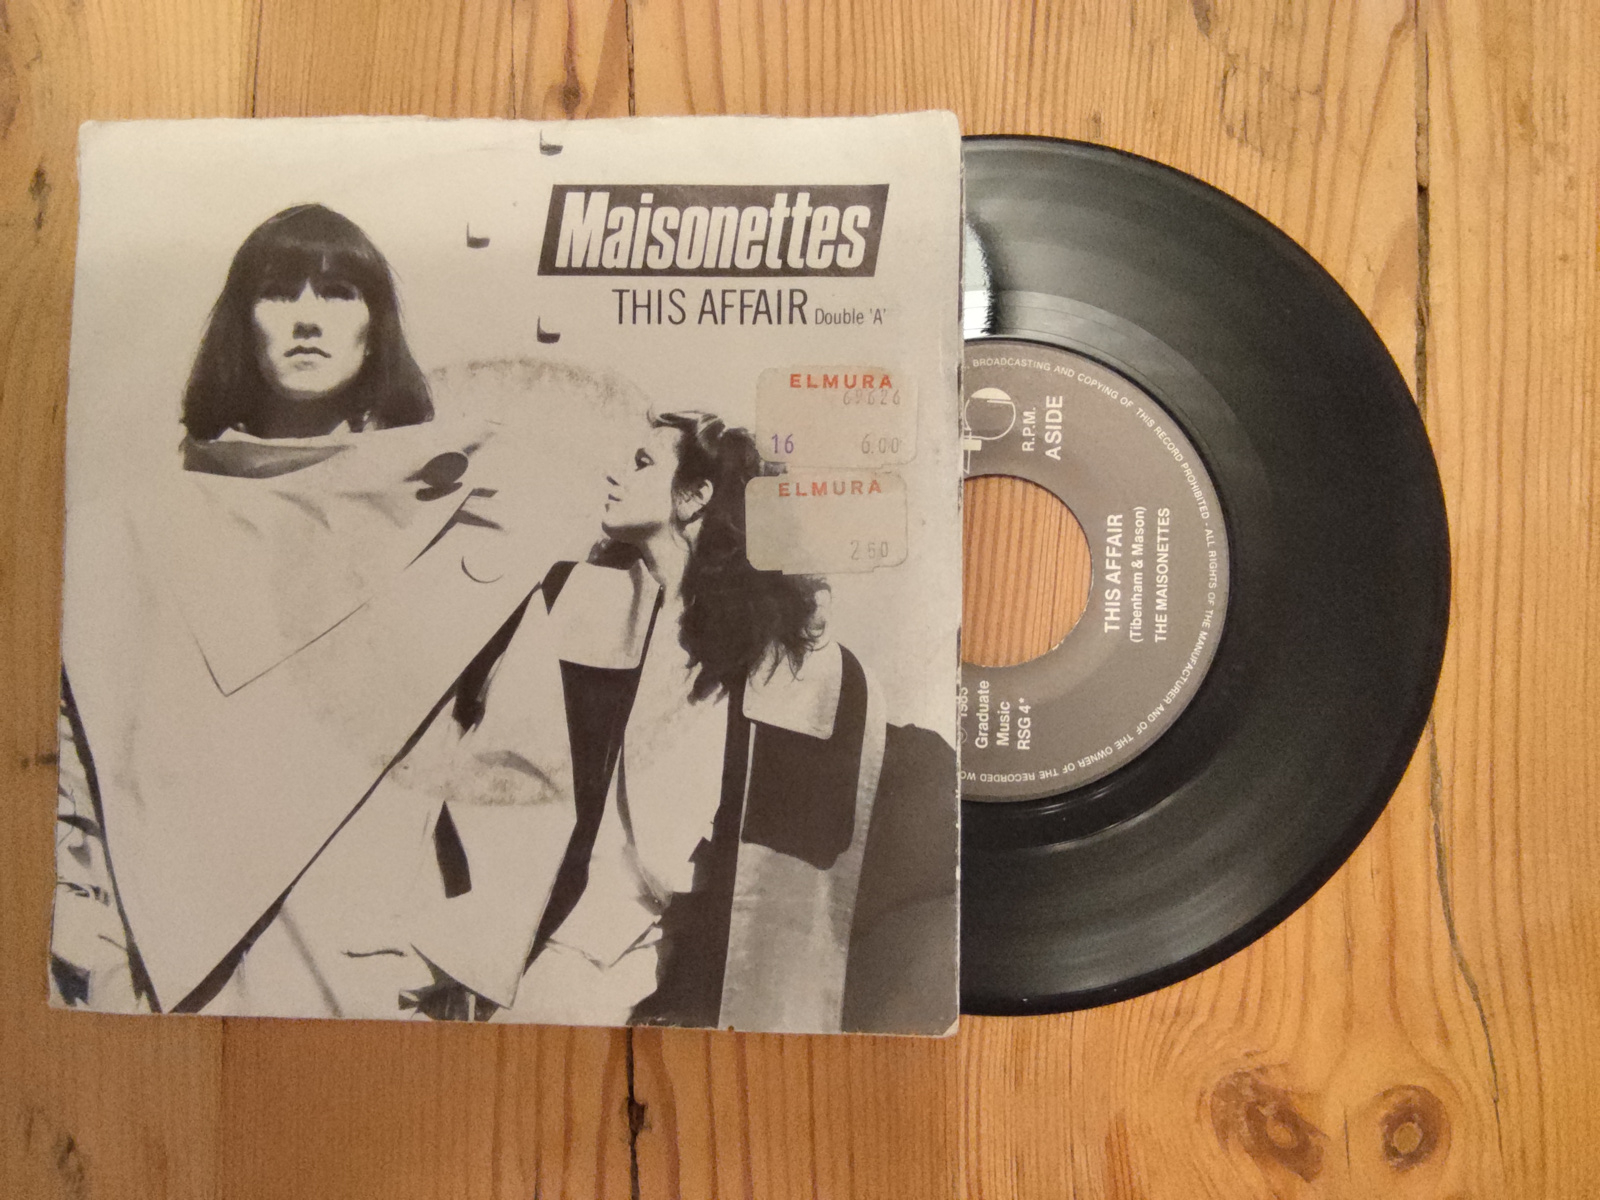 Maisonettes
THIS AFFAIR Double 'A'
ELMURA
69626
16 6.00
ELMURA
2 50
BROADCASTING AND COPYING OF THIS RECORD PROHIBITED - ALL RIGHTS OF THE MANUFACTURER AND OF THE OWNER OF THE RECORDED
R.P.M.
ASIDE
THIS AFFAIR
(Tibenham & Mason)
THE MAISONETTES
Graduate
Music
RSG 4*